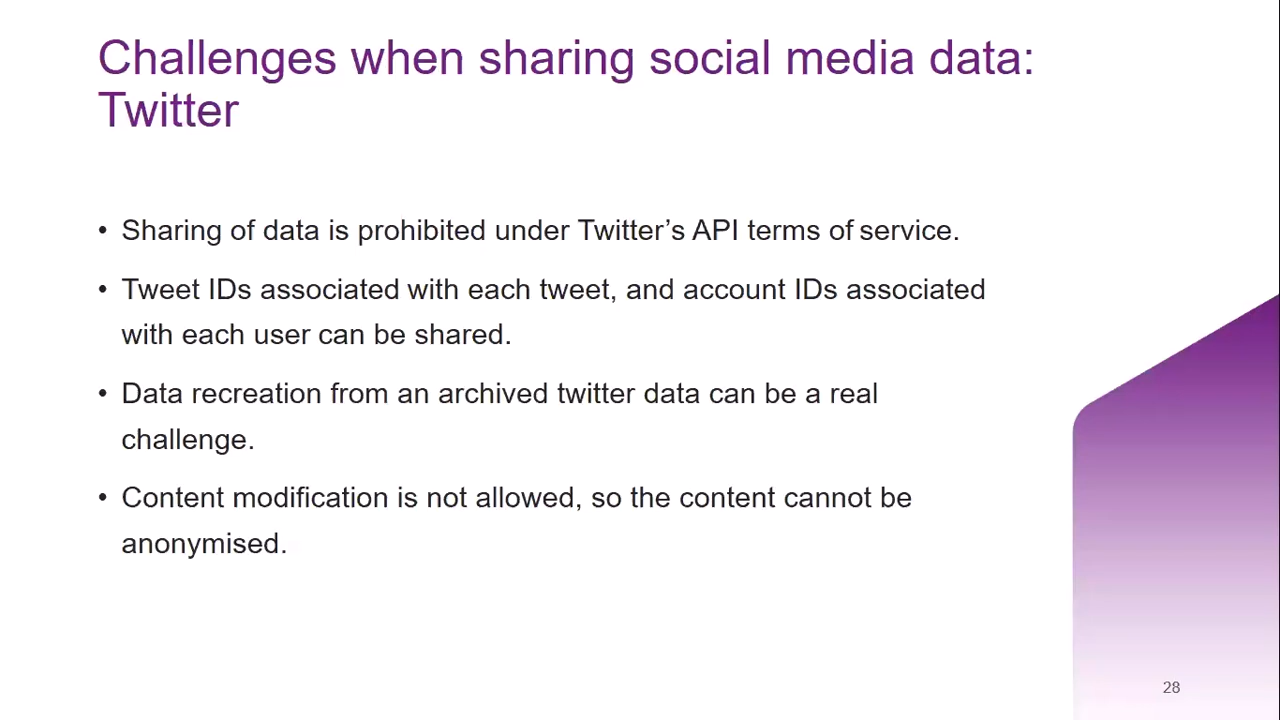 Challenges when sharing social media data:
Twitter
• Sharing of data is prohibited under Twitter’s API terms of service.
• Tweet IDs associated with each tweet, and account IDs associated
with each user can be shared.
• Data recreation from an archived twitter data can be a real
challenge.
• Content modification is not allowed, so the content cannot be
anonymised.
28